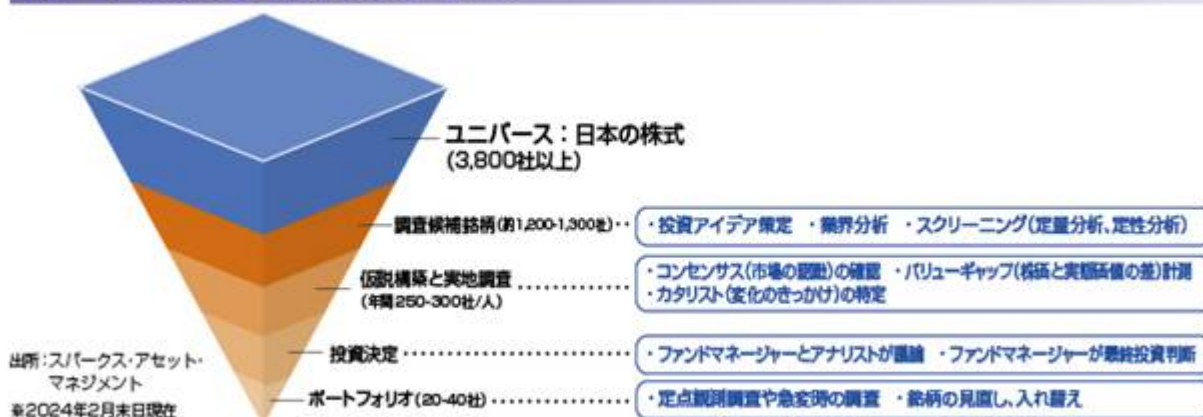 ユニバース：日本の株式
(3,800社以上)
調査候補銘柄(約1,200-1,300社)‥ ・投資アイデア策定 ・業界分析 ・スクリーニング(定量分析、定性分析)
仮説構築と実地調査
(年間250-300社/人)
・コンセンサス(市場の認識)の確認 ・バリューギャップ(株価と実態価値の差)計測
・カタリスト(変化のきっかけ)の特定
投資決定 ・ファンドマネージャーとアナリストが議論 ・ファンドマネージャーが最終投資判断
ポートフォリオ(20-40社) ・定点観測調査や急変時の調査 ・銘柄の見直し、入れ替え
出所：スパークス・アセット・
マネジメント
※2024年2月末日現在